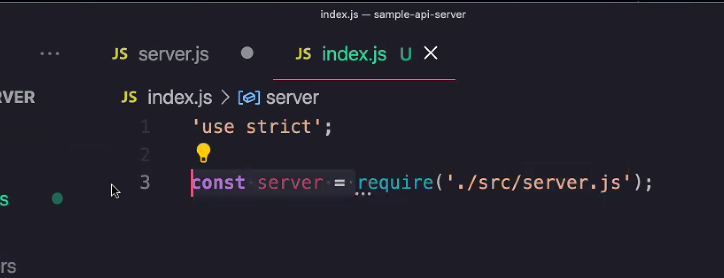 index.js — sample-api-server
··· JS server.js JS index.js U
RVER JS index.js > server
1 'use strict';
2
3 const server = require('./src/server.js');
s
rs